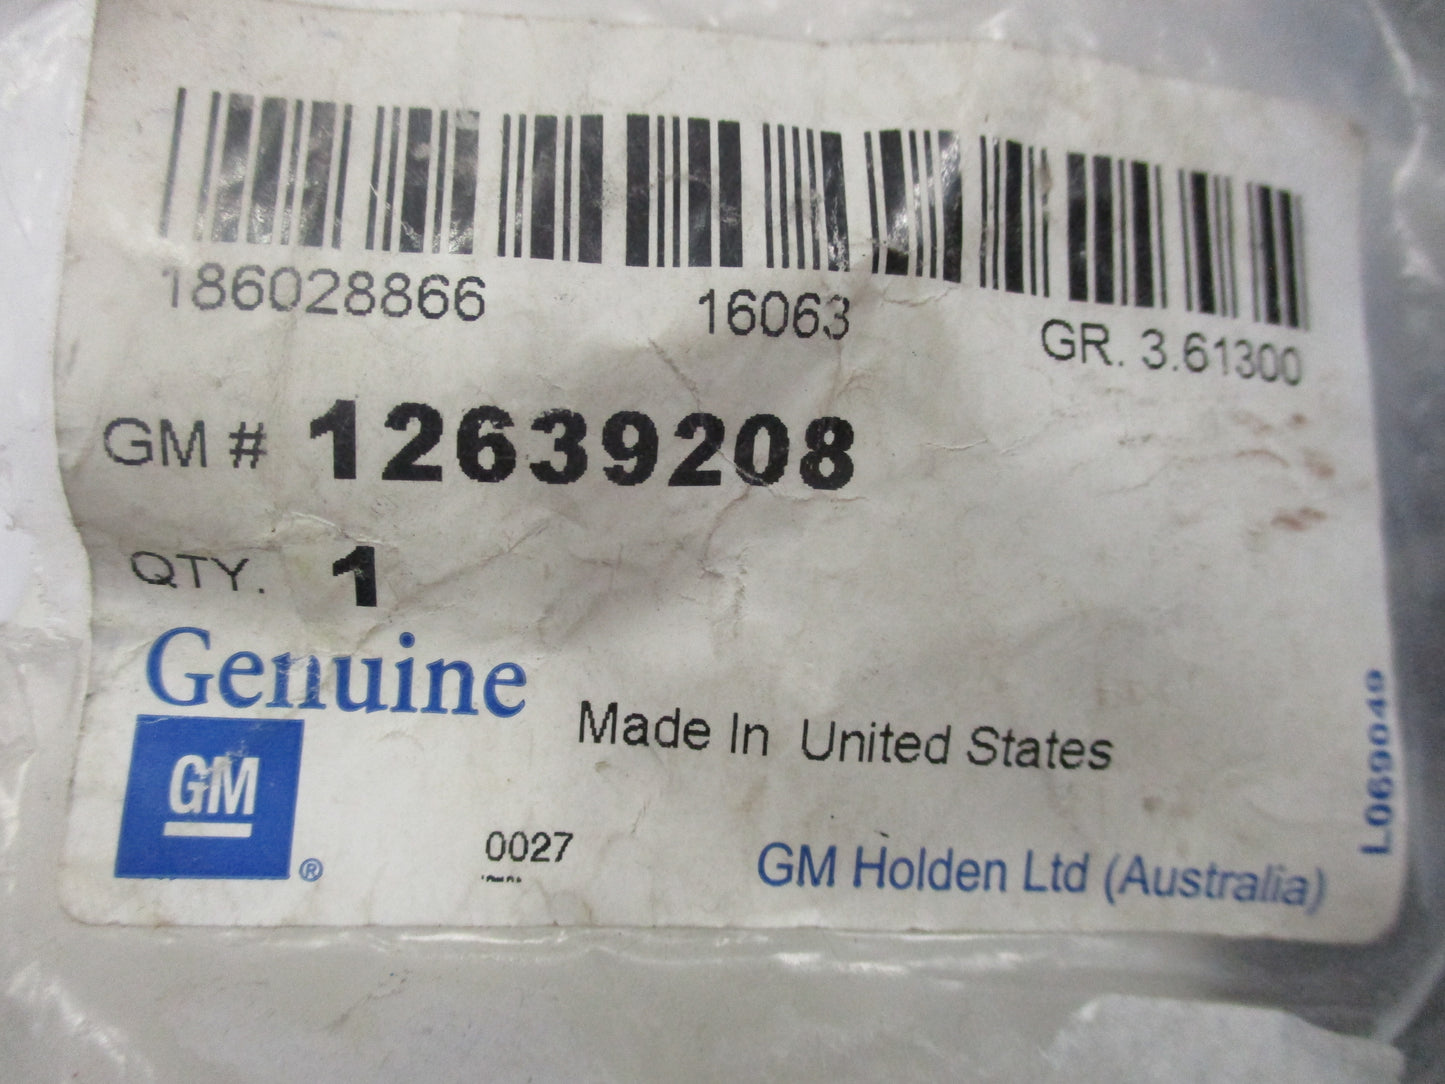 186028866 16063 GR. 3.61300
GM # 12639208
QTY. 1
Genuine
GM
®
Made In United States
0027
GM Holden Ltd (Australia)
L069049